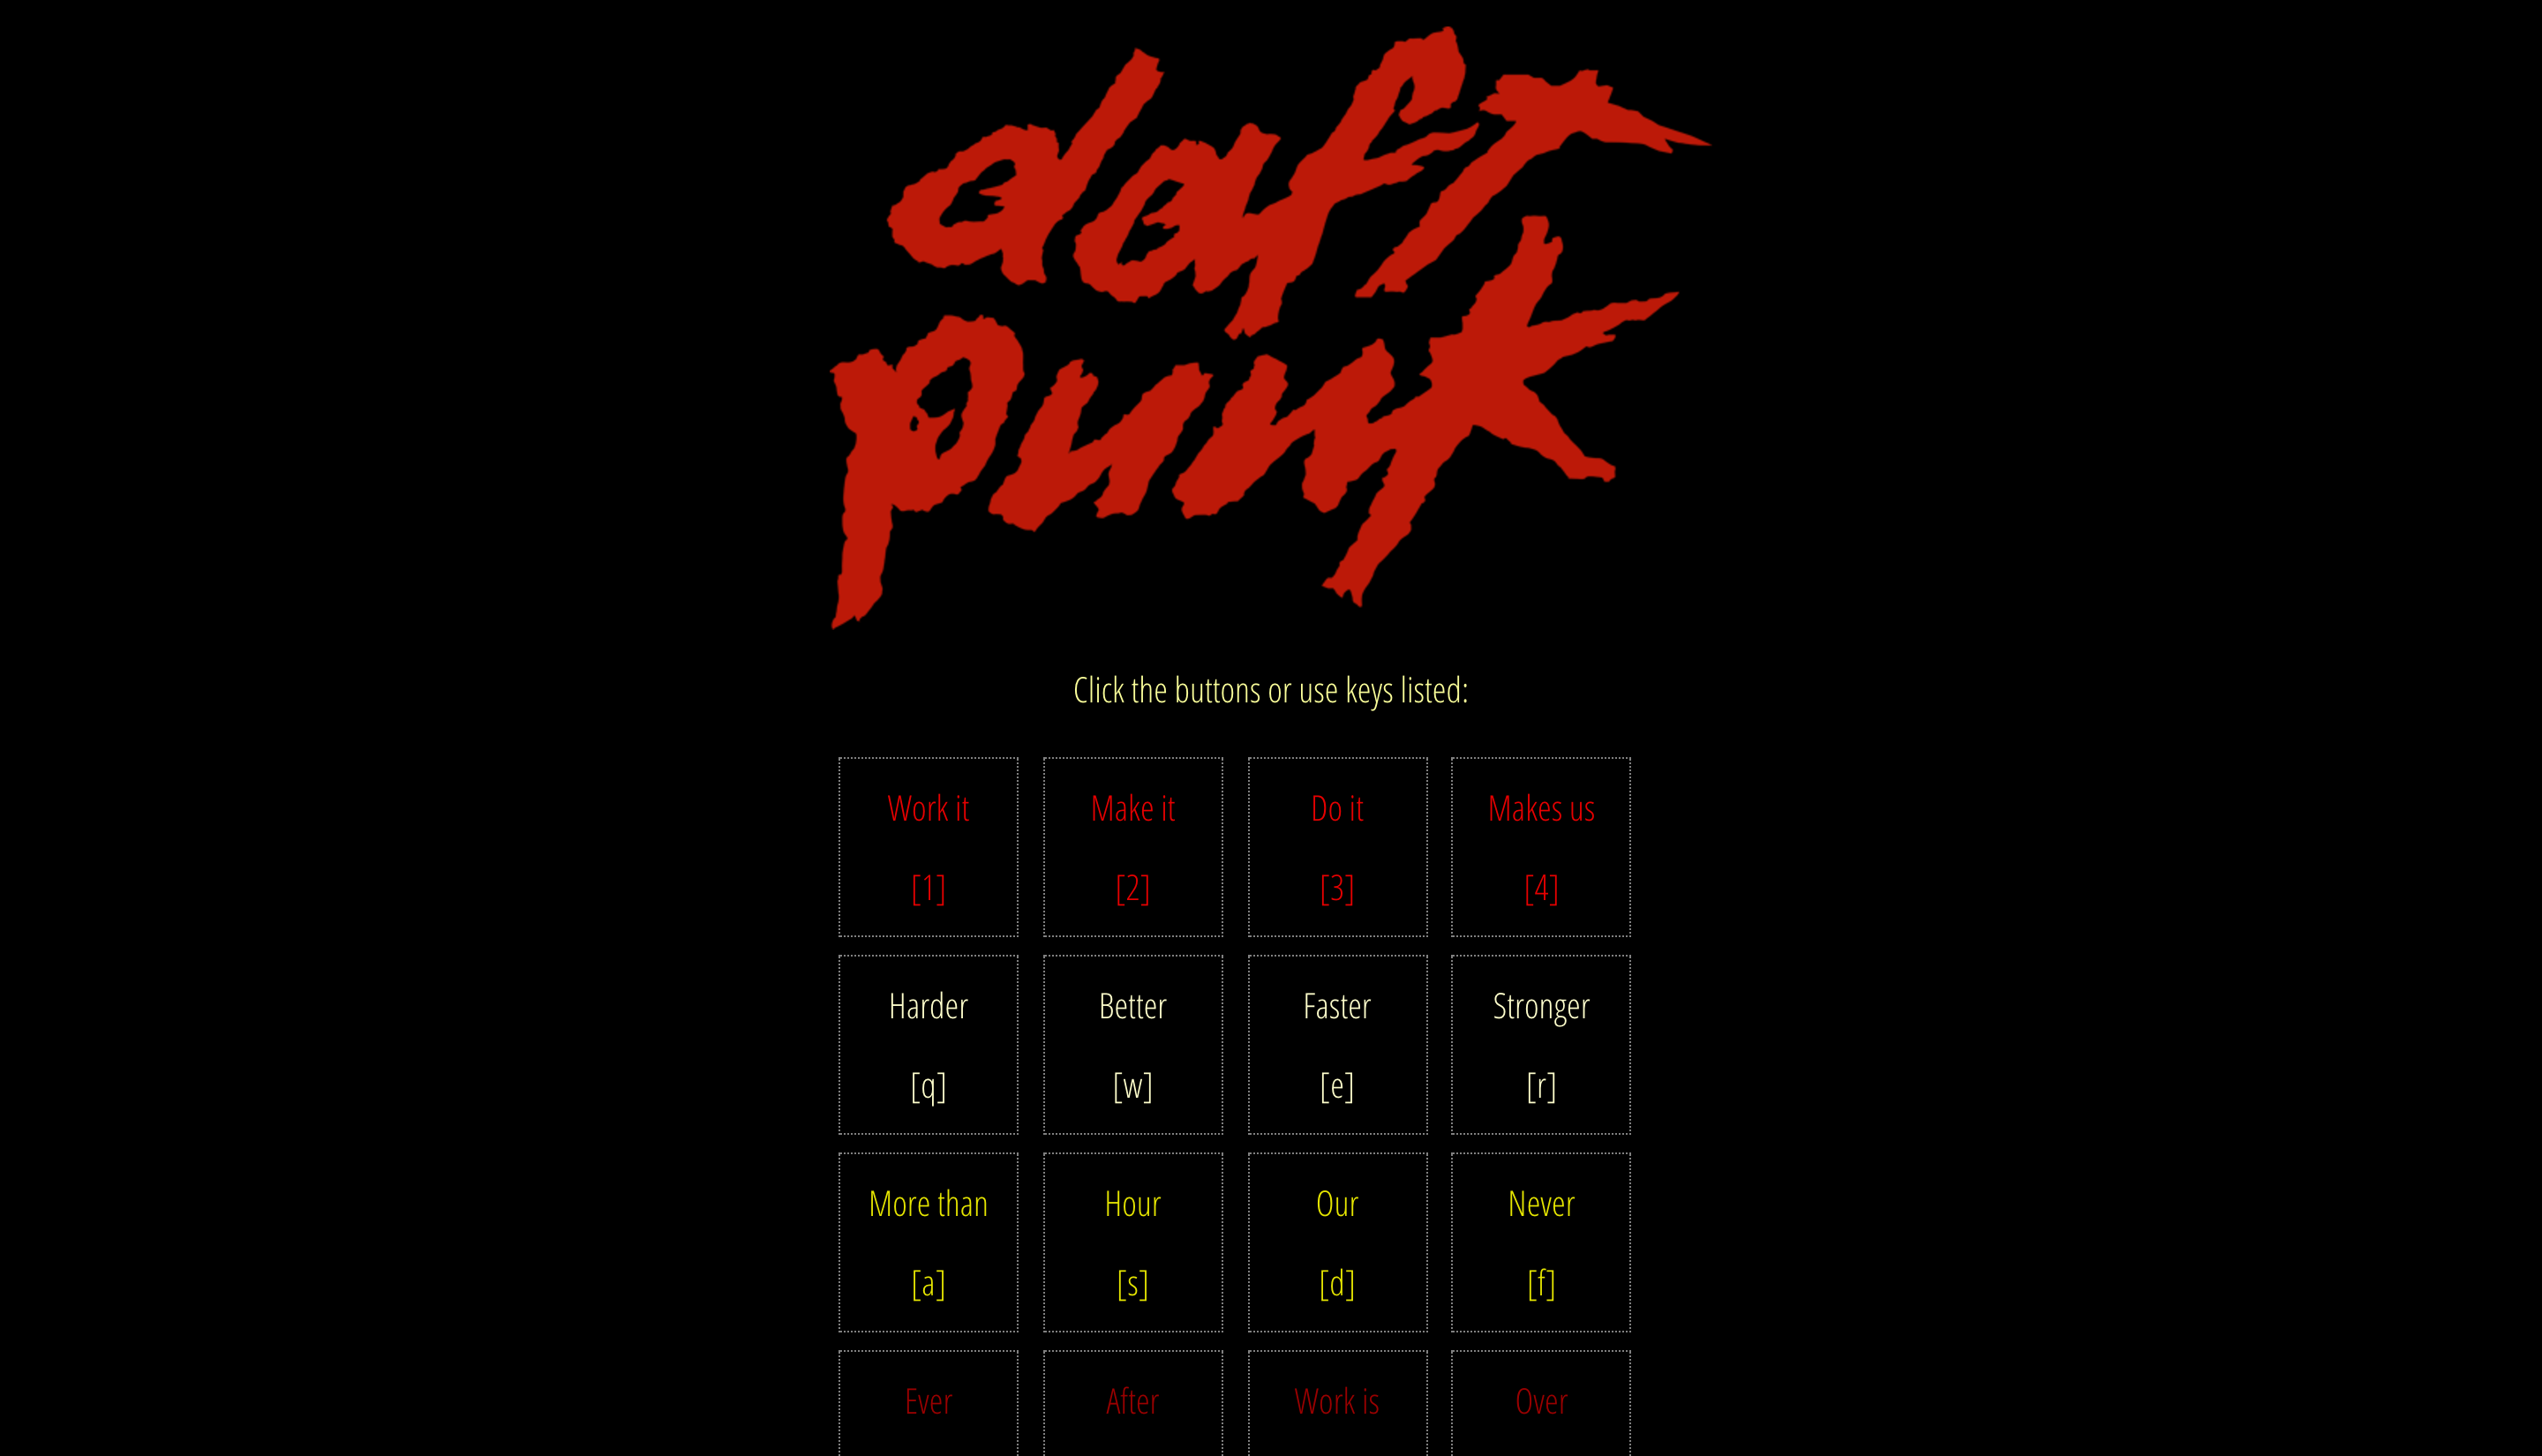 daft
punk
Click the buttons or use keys listed:
Work it Make it Do it Makes us
[1] [2] [3] [4]
Harder Better Faster Stronger
[q] [w] [e] [r]
More than Hour Our Never
[a] [s] [d] [f]
Ever After Work is Over